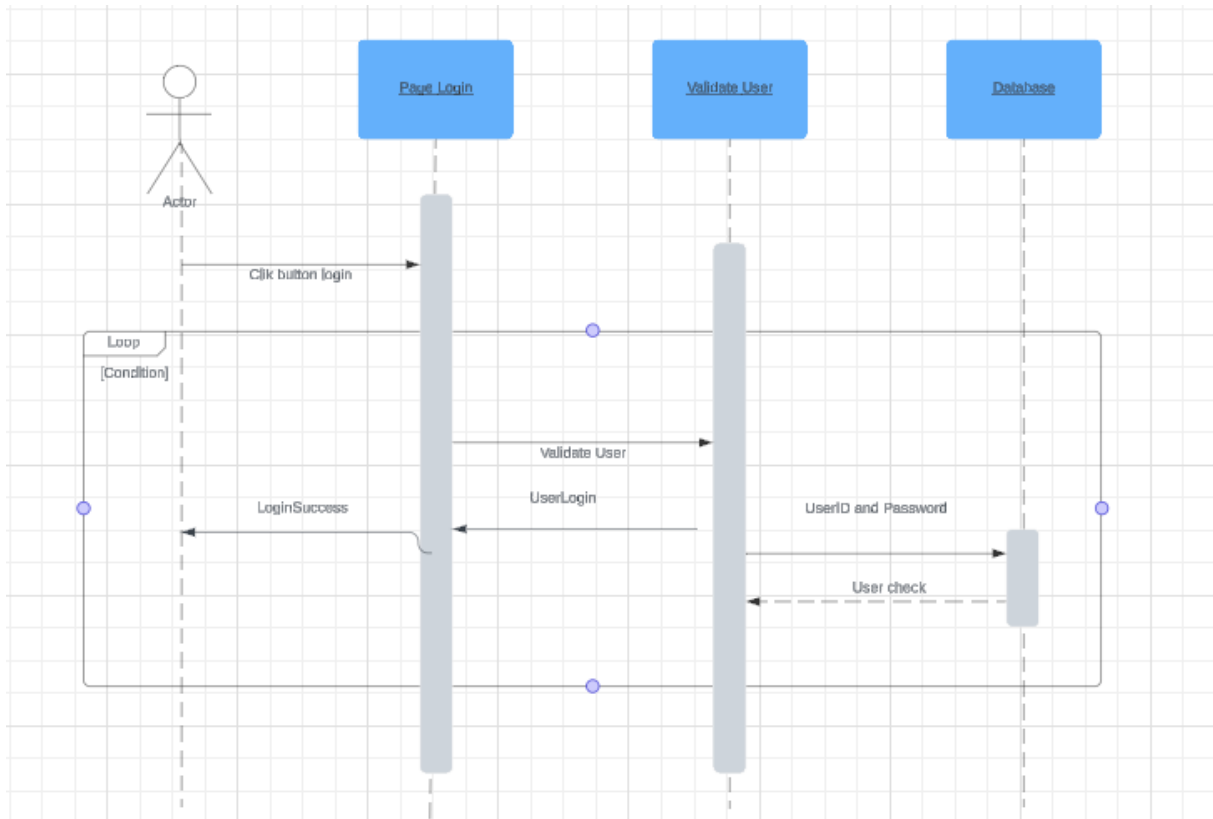 Page Login
Validate User
Database
Actor
Clik button login
Loop
[Condition]
Validate User
UserLogin
LoginSuccess
UserID and Password
User check